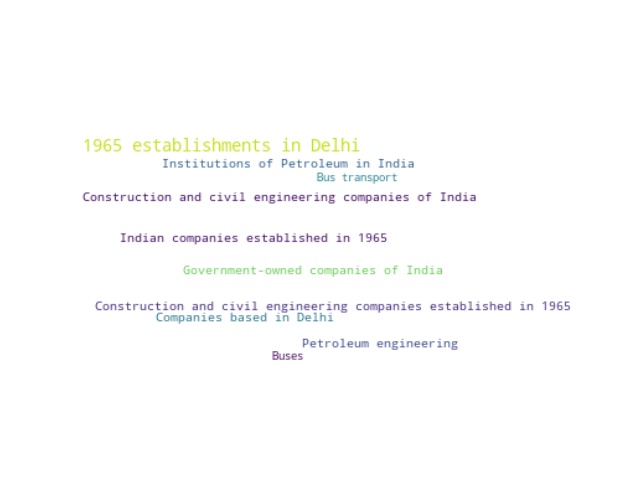 1965 establishments in Delhi
Institutions of Petroleum in India
Bus transport
Construction and civil engineering companies of India
Indian companies established in 1965
Government-owned companies of India
Construction and civil engineering companies established in 1965
Companies based in Delhi
Petroleum engineering
Buses